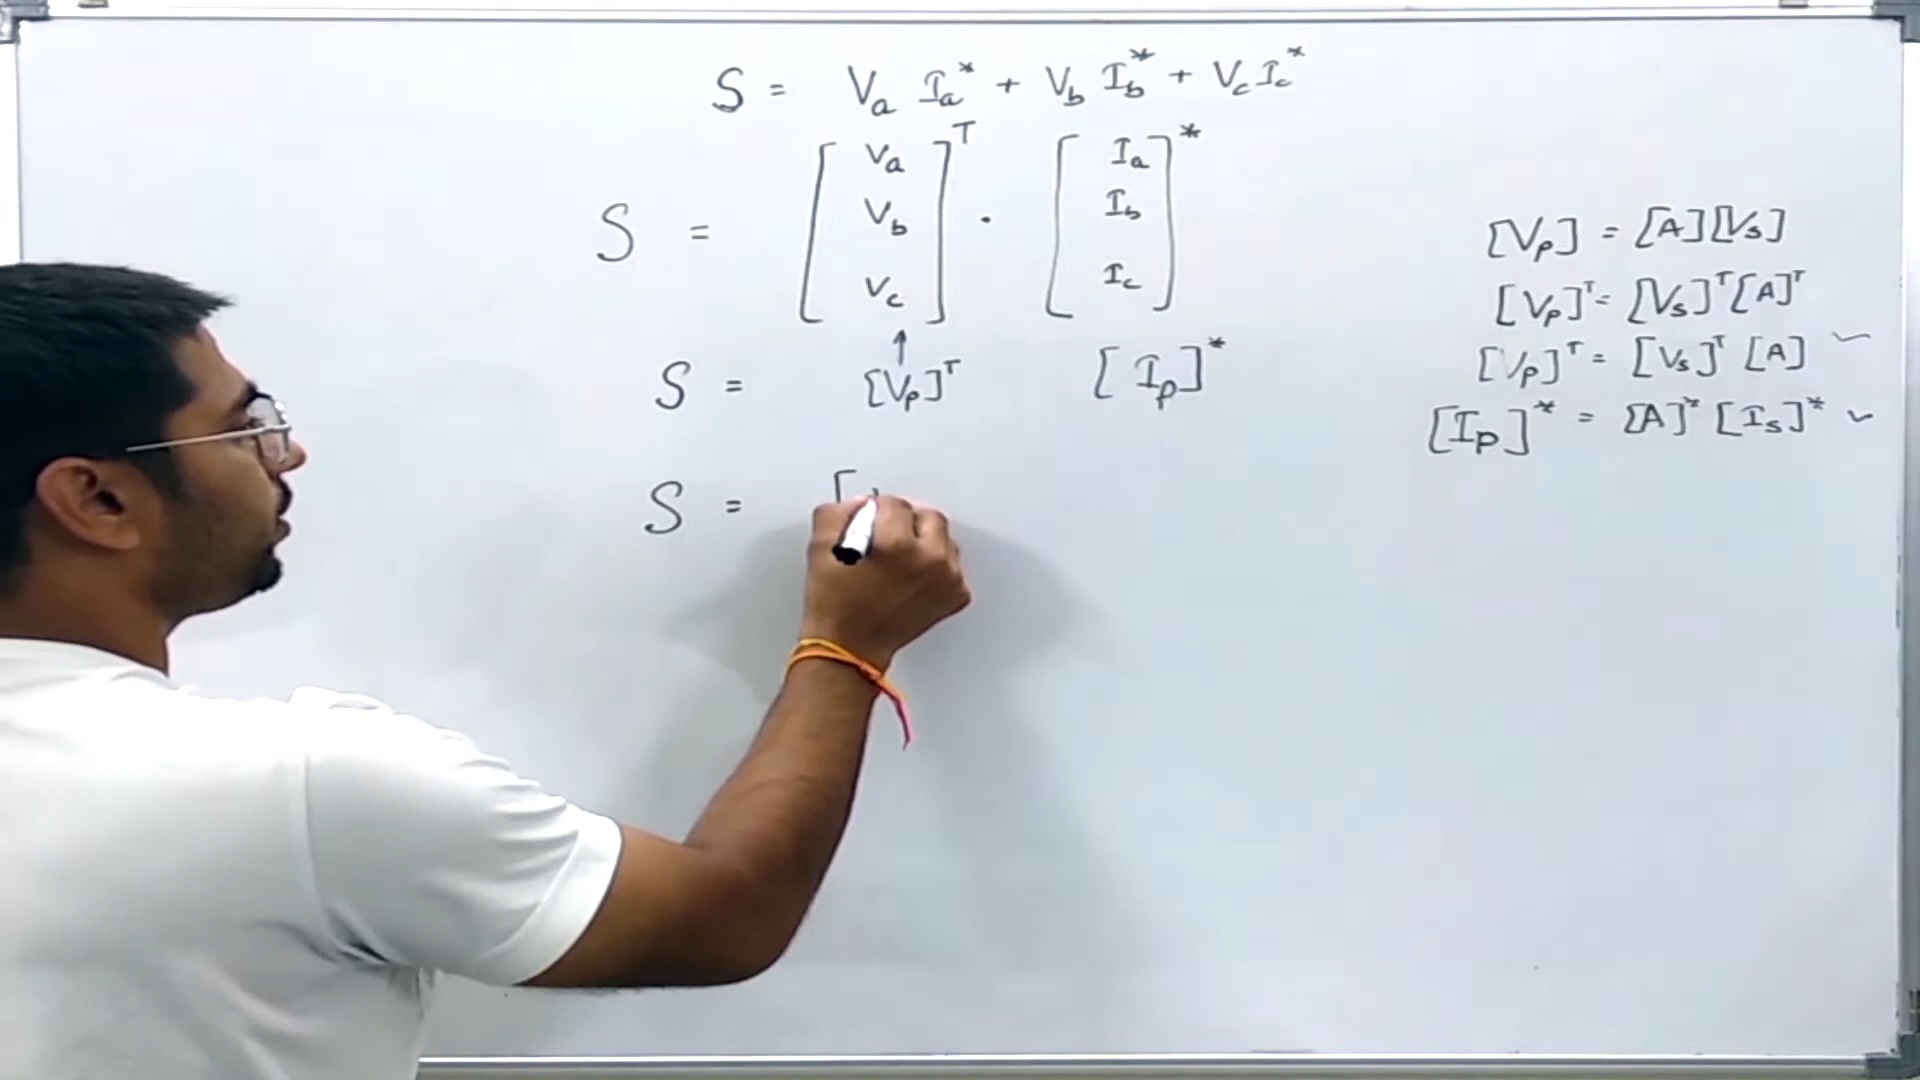 S = Va Ia* + Vb Ib* + Vc Ic*
S = [Va Vb Vc]^T · [Ia Ib Ic]*
S = [Vp]^T [Ip]*
S = [
[Vp] = [A][Vs]
[Vp]^T = [Vs]^T [A]^T
[Vp]^T = [Vs]^T [A]
[Ip]* = [A]* [Is]* ✓